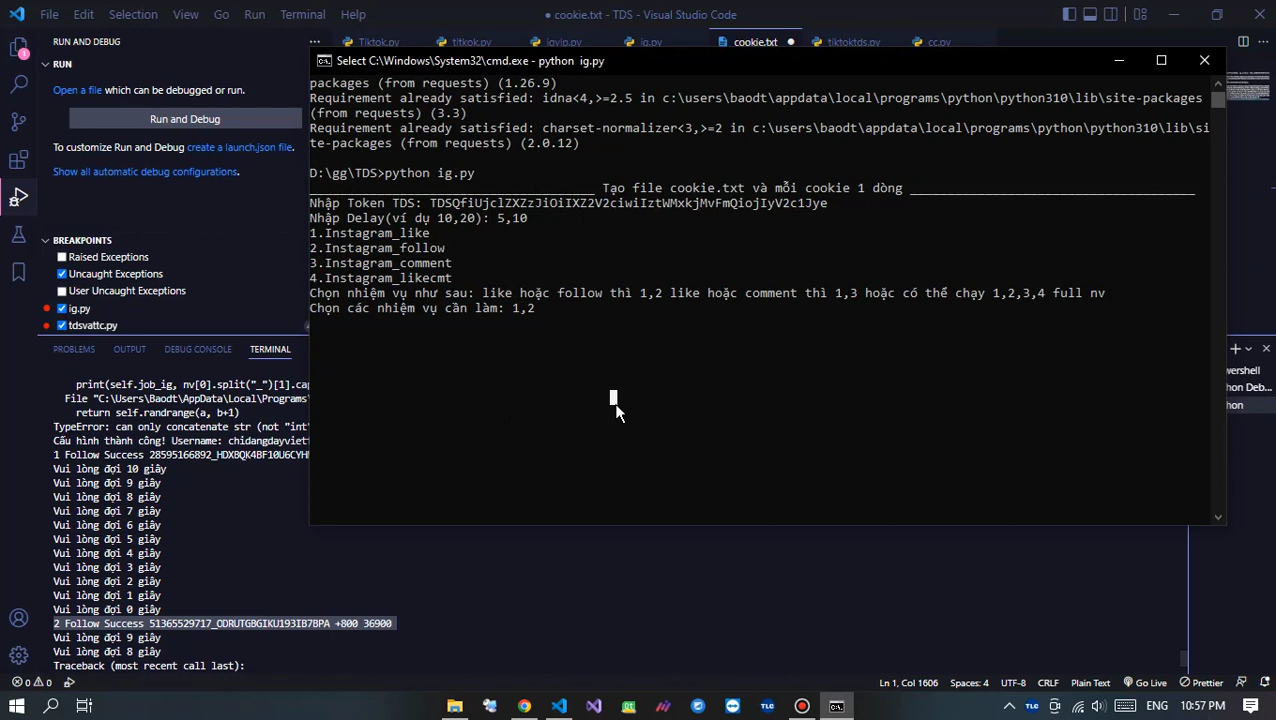 File Edit Selection View Go Run Terminal Help
● cookie.txt - TDS - Visual Studio Code
RUN AND DEBUG
Tiktok.py titkok.py igvip.py ig.py cookie.txt tiktoktds.py cc.py
RUN
Open a file which can be debugged or run.
Run and Debug
To customize Run and Debug create a launch.json file.
Show all automatic debug configurations.
BREAKPOINTS
Raised Exceptions
Uncaught Exceptions
User Uncaught Exceptions
ig.py
tdsvattc.py
Select C:\Windows\System32\cmd.exe - python ig.py
packages (from requests) (1.26.9)
Requirement already satisfied: idna<4,>=2.5 in c:\users\baodt\appdata\local\programs\python\python310\lib\site-packages
(from requests) (3.3)
Requirement already satisfied: charset-normalizer<3,>=2 in c:\users\baodt\appdata\local\programs\python\python310\lib\si
te-packages (from requests) (2.0.12)
D:\gg\TDS>python ig.py
Tạo file cookie.txt và mỗi cookie 1 dòng
Nhập Token TDS: TDSQfiUjclZXZzJiOiIXZ2V2ciwiIztWMxkjMvFmQiojIyV2c1Jye
Nhập Delay(ví dụ 10,20): 5,10
1.Instagram_like
2.Instagram_follow
3.Instagram_comment
4.Instagram_likecmt
Chọn nhiệm vụ như sau: like hoặc follow thì 1,2 like hoặc comment thì 1,3 hoặc có thể chạy 1,2,3,4 full nv
Chọn các nhiệm vụ cần làm: 1,2
PROBLEMS OUTPUT DEBUG CONSOLE TERMINAL
print(self.job_ig, nv[0].split("_")[1].cap
File "C:\Users\Baodt\AppData\Local\Programs\
return self.randrange(a, b+1)
TypeError: can only concatenate str (not "int"
Cấu hình thành công! Username: chidangdayviett
1 Follow Success 28595166892_HDXBQK4BF10U6CYH
Vui lòng đợi 10 giây
Vui lòng đợi 9 giây
Vui lòng đợi 8 giây
Vui lòng đợi 7 giây
Vui lòng đợi 6 giây
Vui lòng đợi 5 giây
Vui lòng đợi 4 giây
Vui lòng đợi 3 giây
Vui lòng đợi 2 giây
Vui lòng đợi 1 giây
Vui lòng đợi 0 giây
2 Follow Success 51365529717_ODRUTGBGIKU193IB7BPA +800 36900
Vui lòng đợi 9 giây
Vui lòng đợi 8 giây
Traceback (most recent call last):
wershell
hon Deb...
hon
0 0
Ln 1, Col 1606 Spaces: 4 UTF-8 CRLF Plain Text Go Live Prettier
TLC TLC 10:57 PM